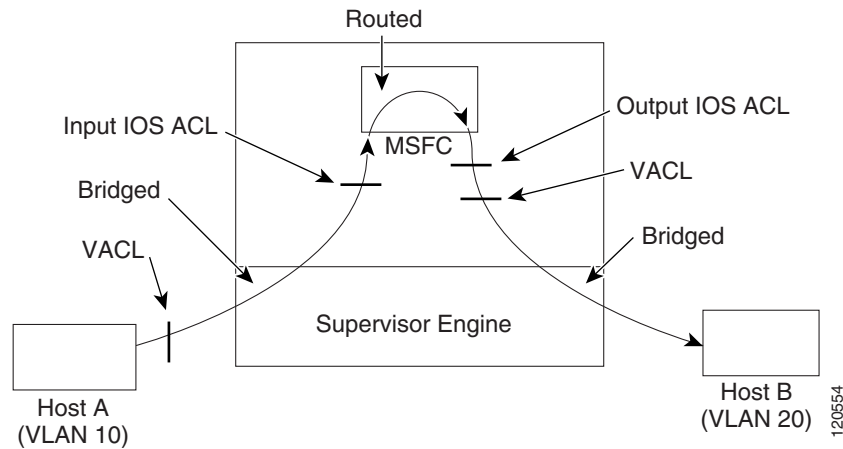 Routed
Input IOS ACL
Output IOS ACL
MSFC
VACL
Bridged
Bridged
VACL
Supervisor Engine
Host A
(VLAN 10)
Host B
(VLAN 20)
120554